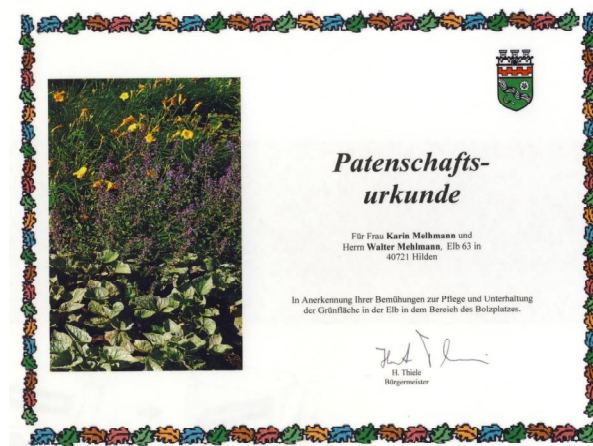 Patenschafts-
urkunde
Für Frau Karin Melhmann und
Herrn Walter Mehlmann, Elb 63 in
40721 Hilden
In Anerkennung Ihrer Bemühungen zur Pflege und Unterhaltung
der Grünfläche in der Elb in dem Bereich des Bolzplatzes.
H. Thiele
Bürgermeister